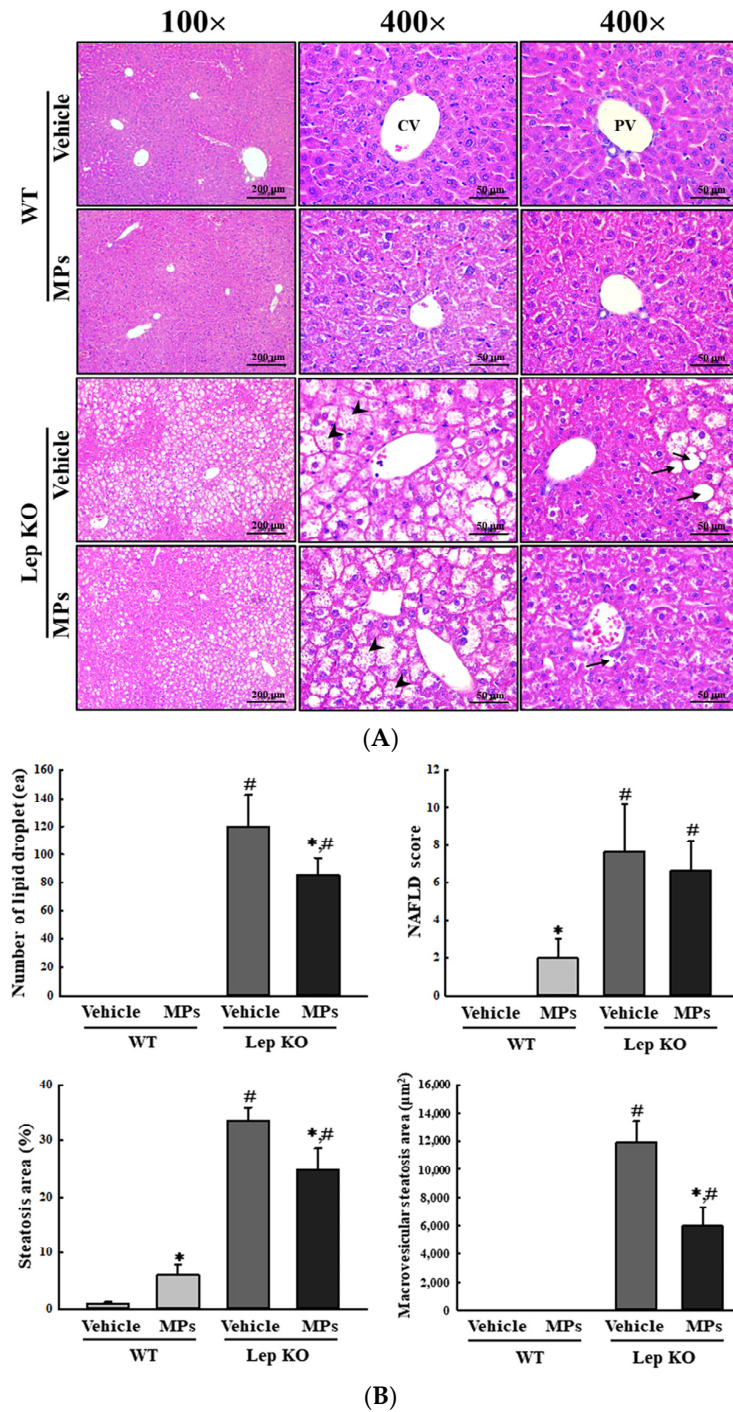 100× 400× 400×
WT
Vehicle
CV
PV
200 µm
50 µm
50 µm
MPs
200 µm
50 µm
50 µm
Lep KO
Vehicle
200 µm
50 µm
50 µm
MPs
200 µm
50 µm
50 µm
(A)
Number of lipid droplet (ea)
160
140
120
100
80
60
40
20
0
#
*,#
Vehicle MPs Vehicle MPs
WT Lep KO
NAFLD score
12
10
8
6
4
2
0
*
#
#
Vehicle MPs Vehicle MPs
WT Lep KO
Steatosis area (%)
40
30
20
10
0
*
#
*,#
Vehicle MPs Vehicle MPs
WT Lep KO
Macrovesicular steatosis area (µm²)
16,000
14,000
12,000
10,000
8,000
6,000
4,000
2,000
0,000
#
*,#
Vehicle MPs Vehicle MPs
WT Lep KO
(B)